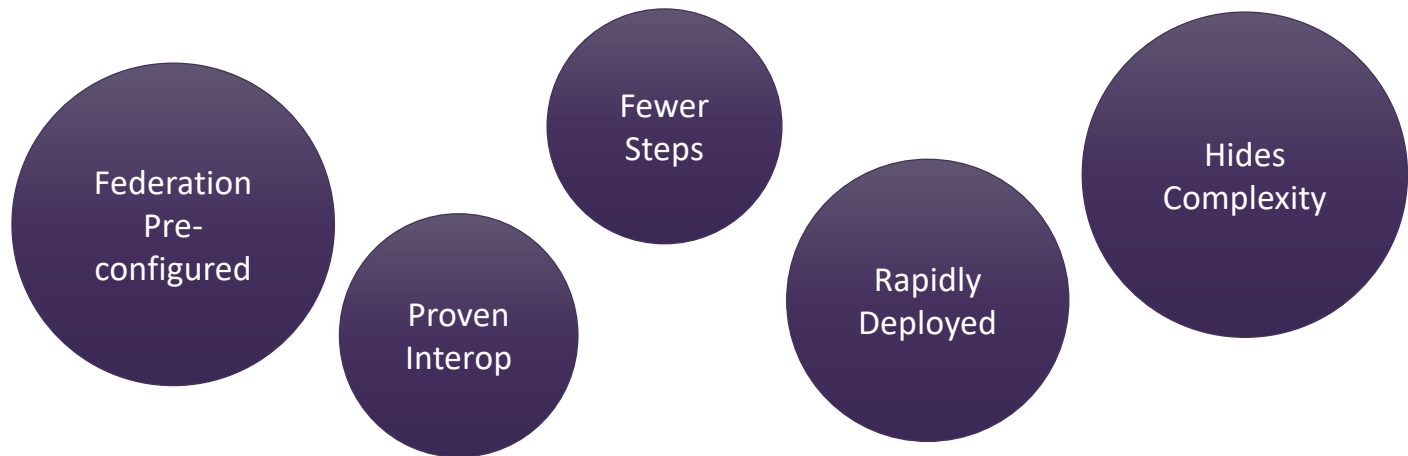 Federation
Pre-
configured
Proven
Interop
Fewer
Steps
Rapidly
Deployed
Hides
Complexity